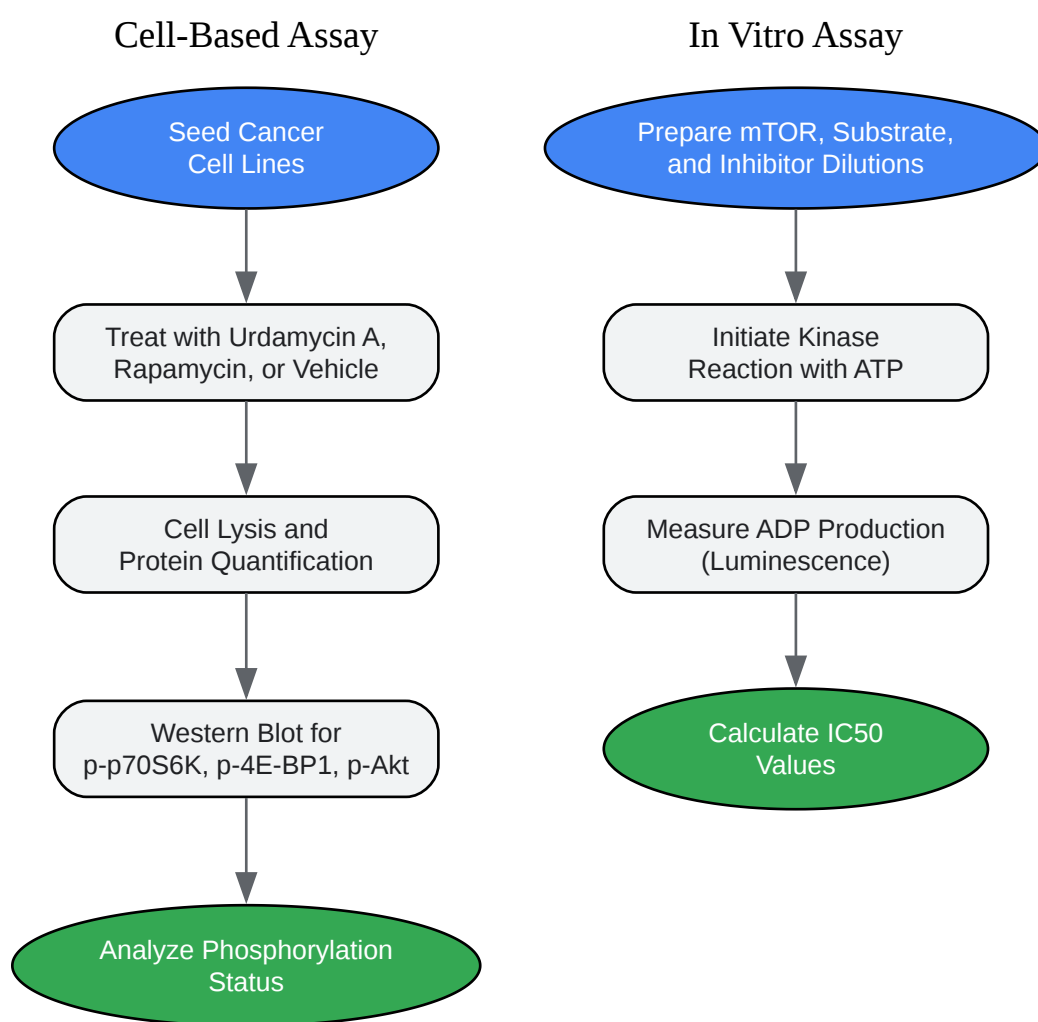 Cell-Based Assay
Seed Cancer
Cell Lines
Treat with Urdamycin A,
Rapamycin, or Vehicle
Cell Lysis and
Protein Quantification
Western Blot for
p-p70S6K, p-4E-BP1, p-Akt
Analyze Phosphorylation
Status
In Vitro Assay
Prepare mTOR, Substrate,
and Inhibitor Dilutions
Initiate Kinase
Reaction with ATP
Measure ADP Production
(Luminescence)
Calculate IC50
Values